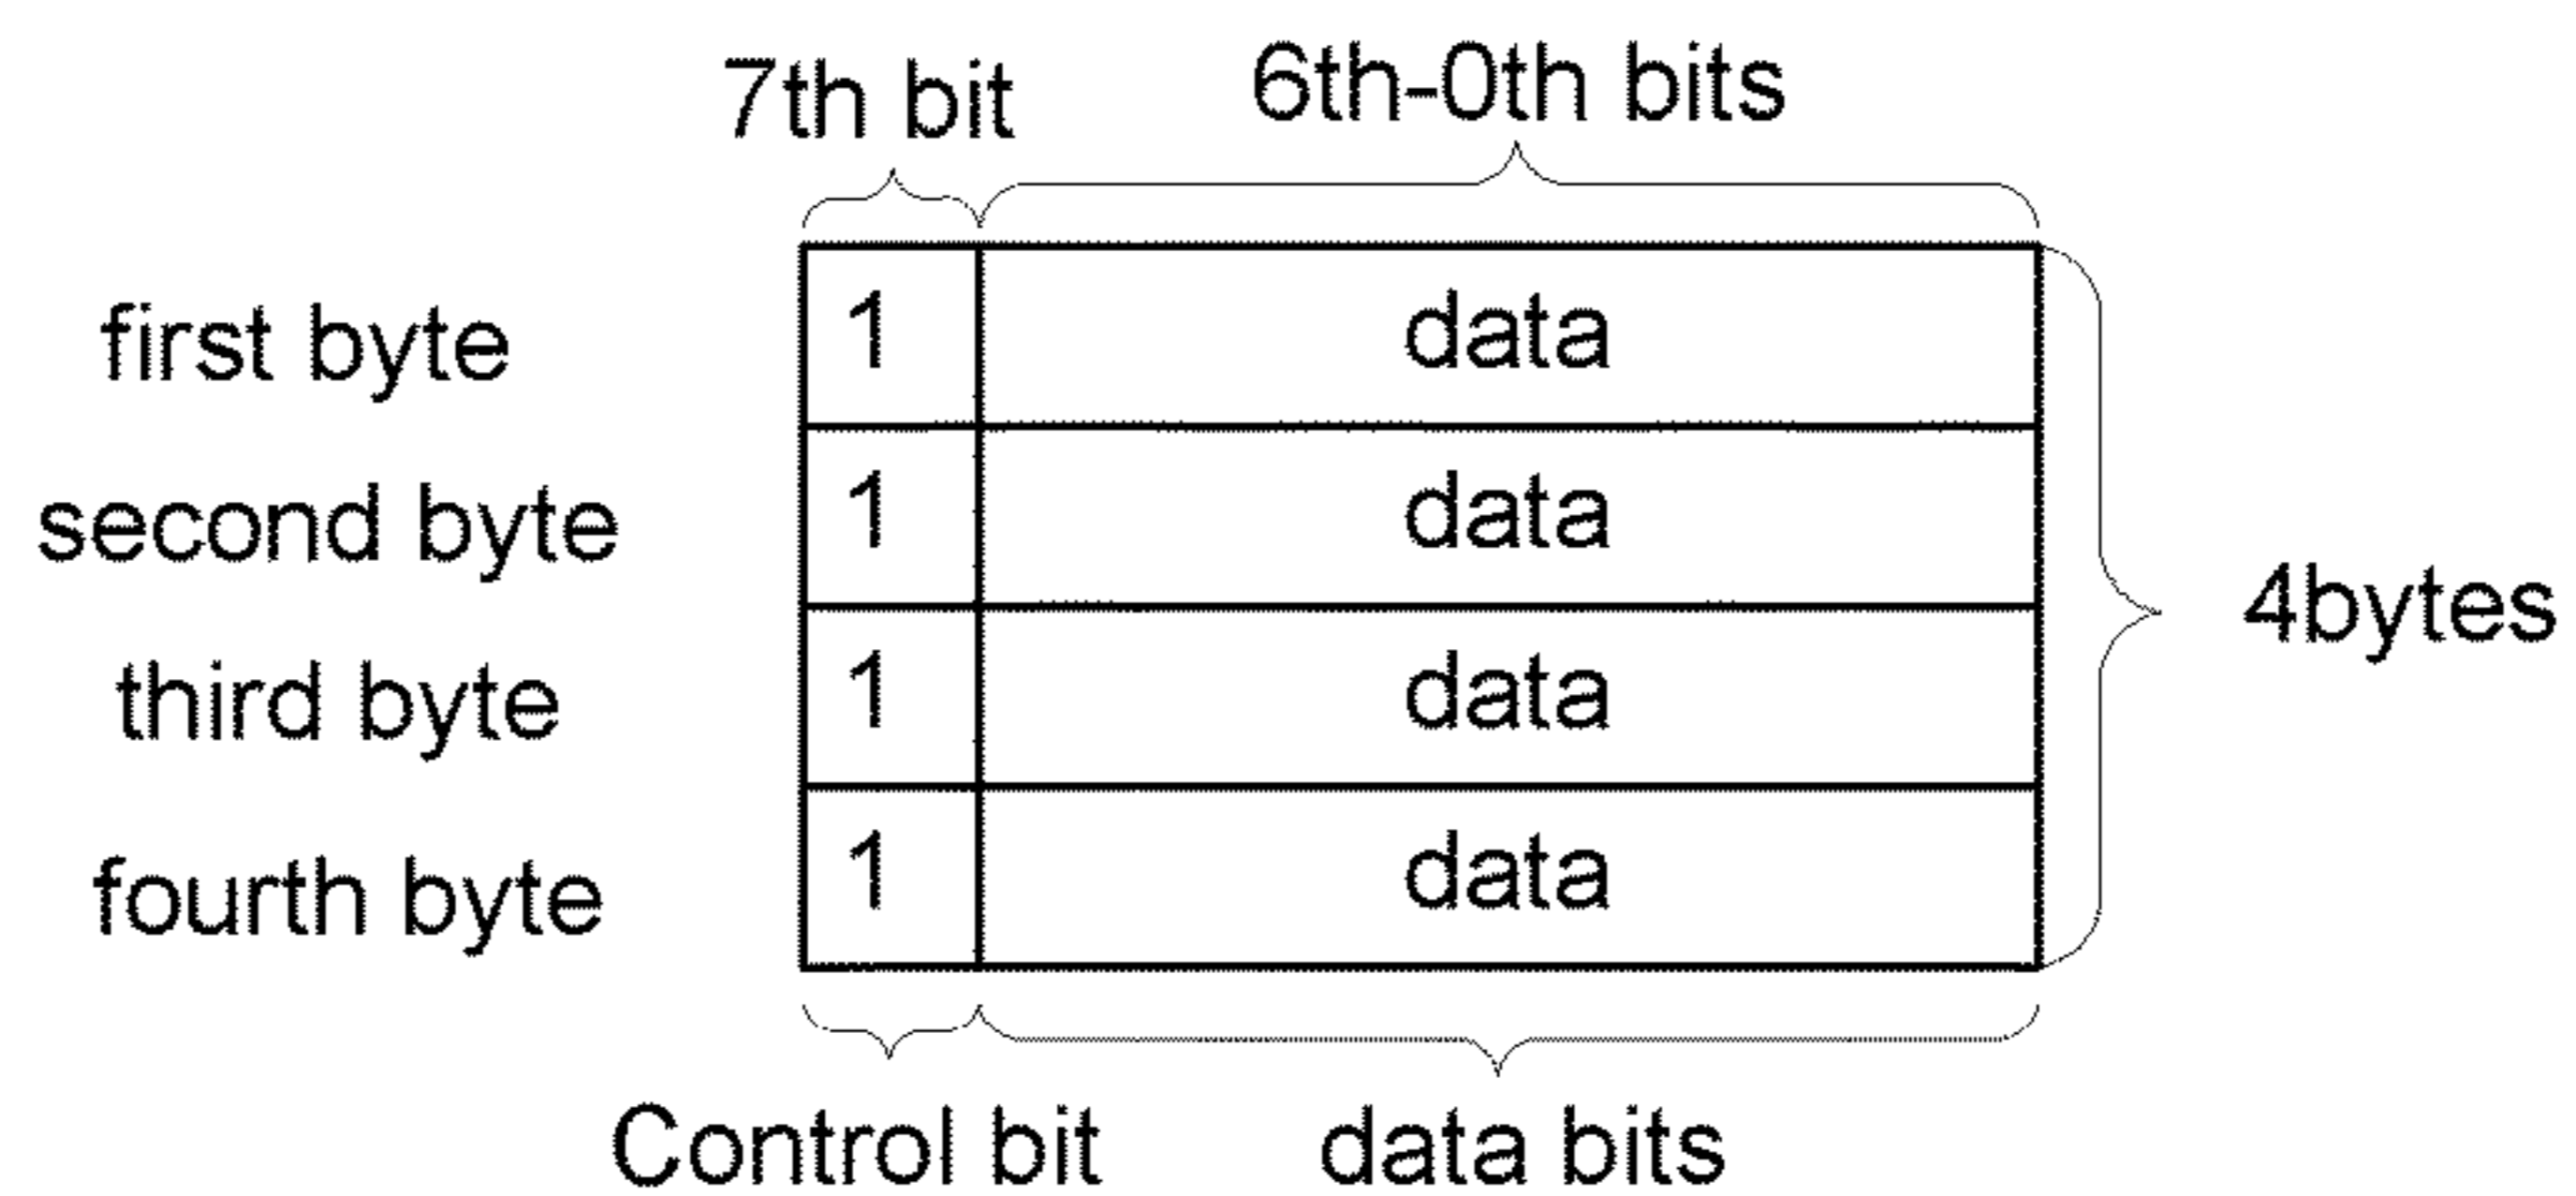 7th bit 6th-0th bits
first byte 1 data
second byte 1 data
third byte 1 data
fourth byte 1 data
4bytes
Control bit data bits